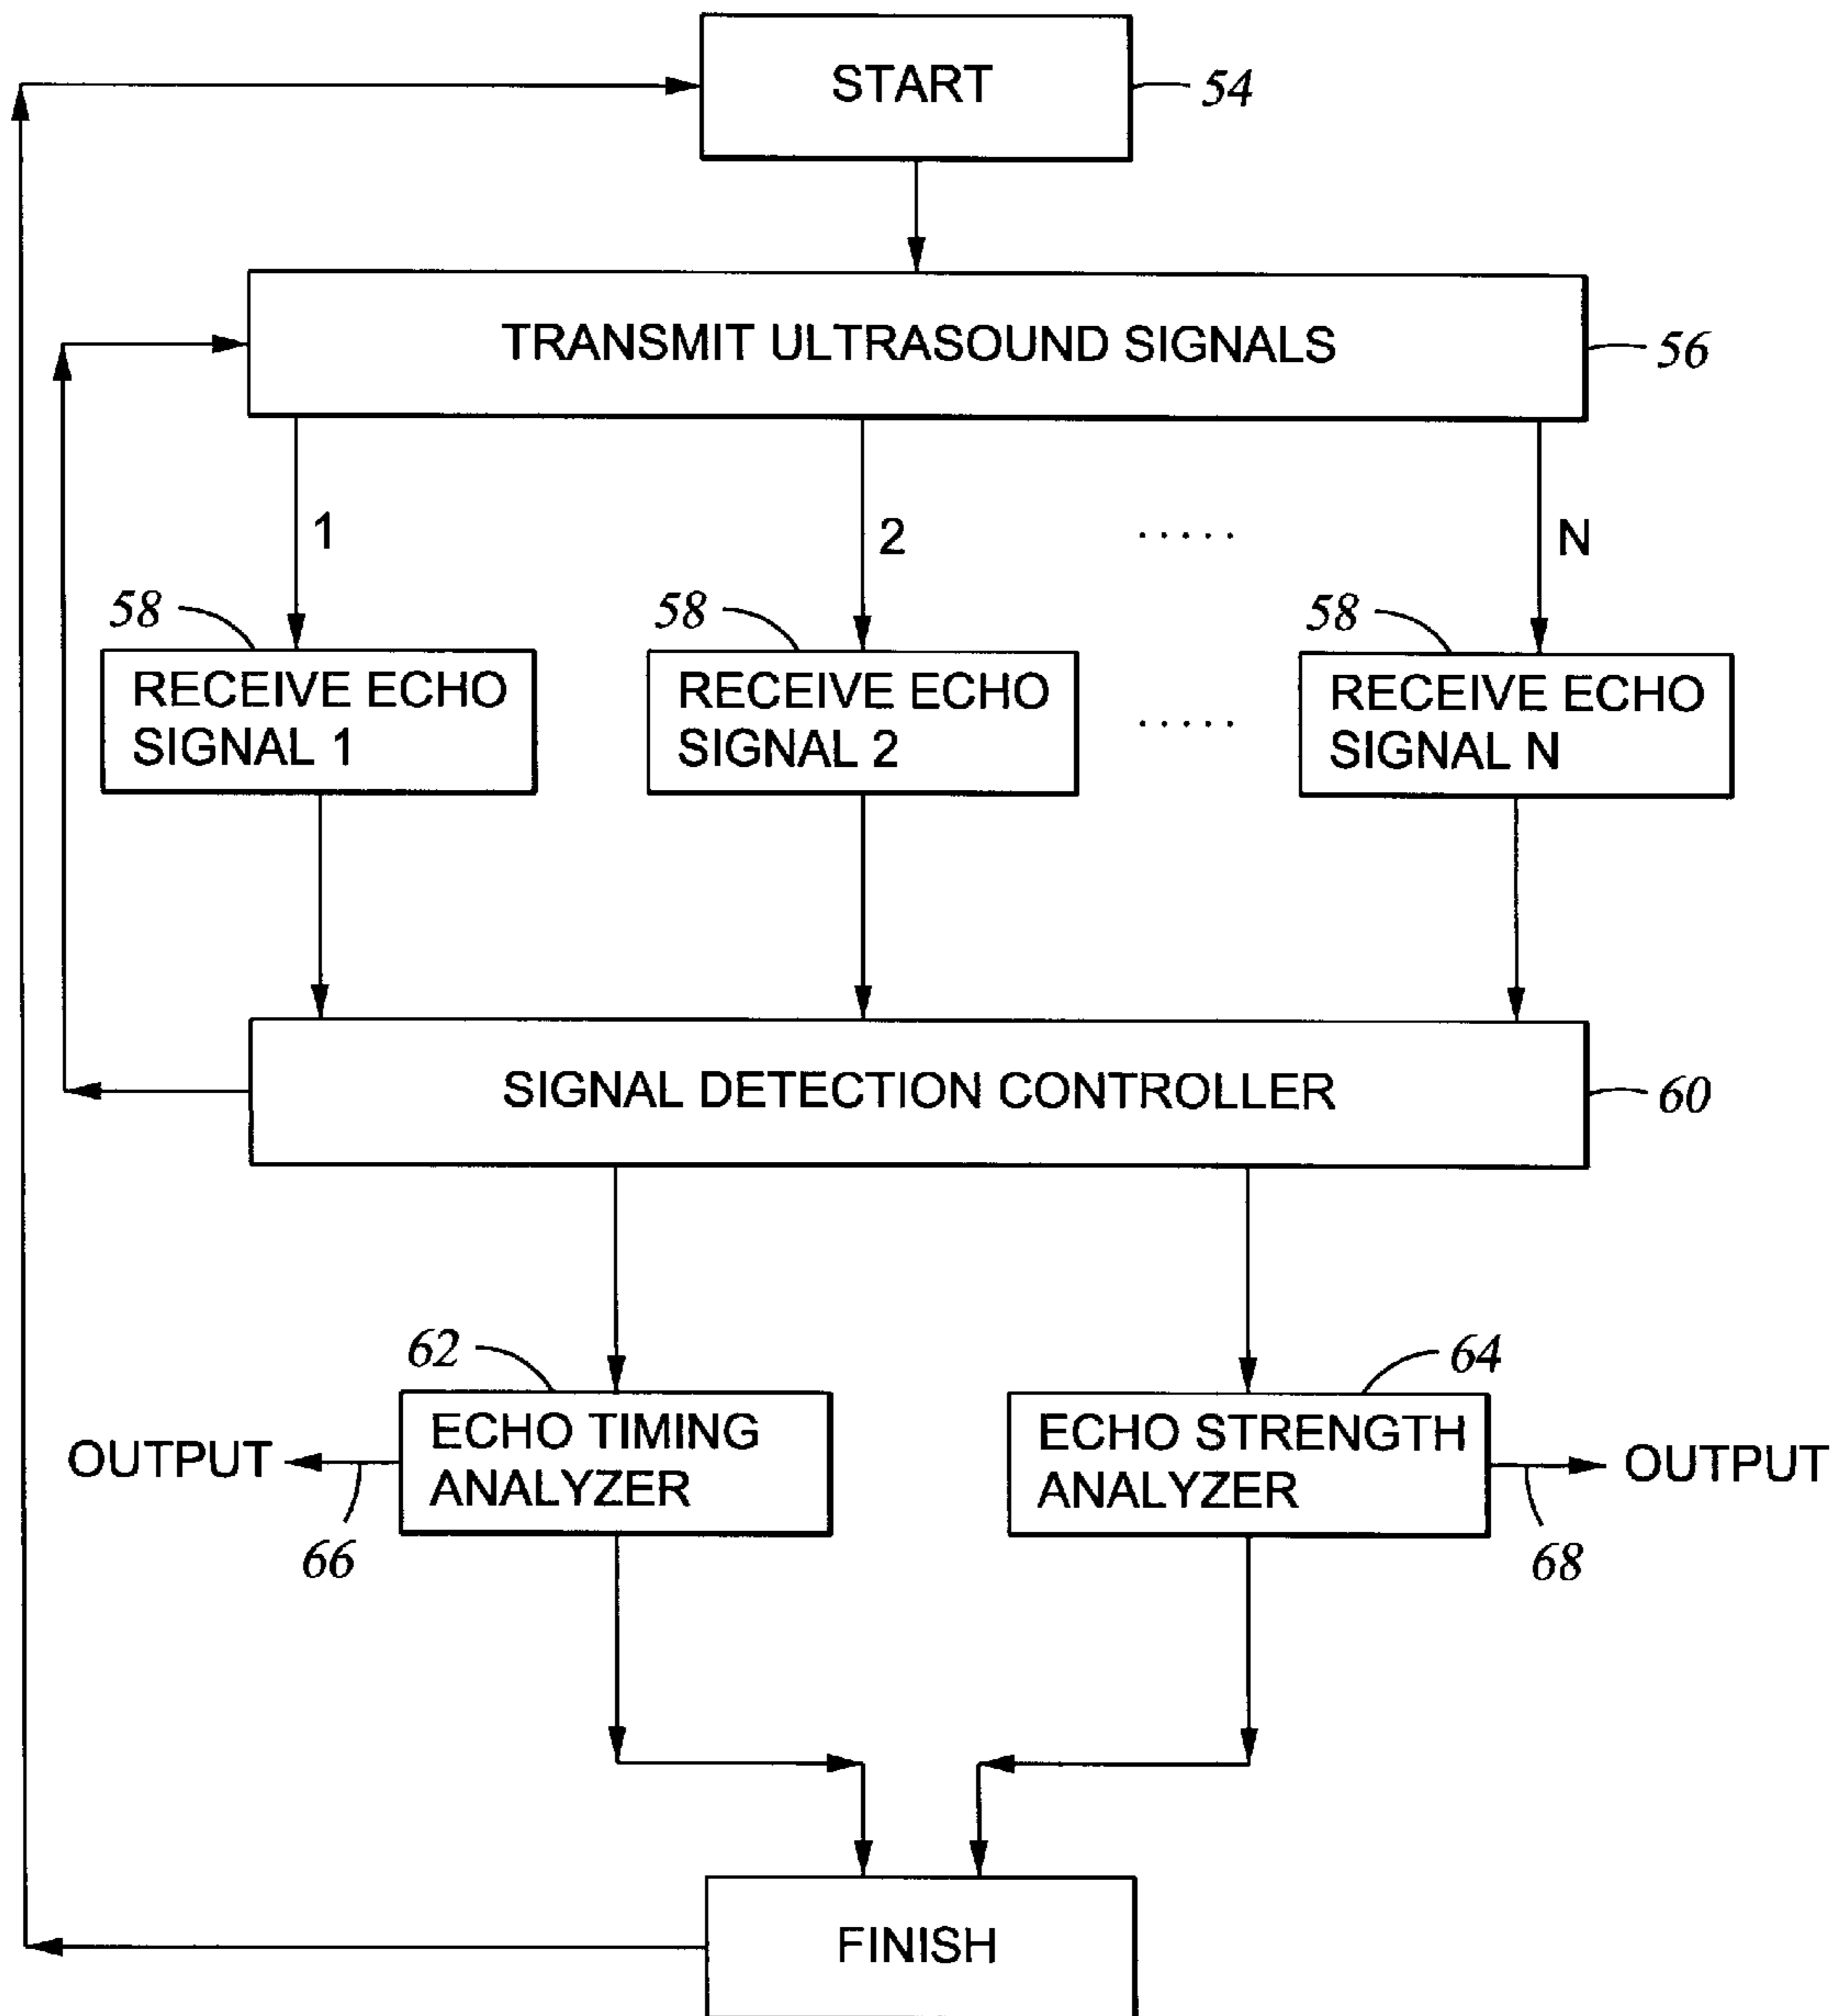 START
54
TRANSMIT ULTRASOUND SIGNALS
56
1
2
.....
N
58
58
58
RECEIVE ECHO
SIGNAL 1
RECEIVE ECHO
SIGNAL 2
.....
RECEIVE ECHO
SIGNAL N
SIGNAL DETECTION CONTROLLER
60
62
64
OUTPUT
ECHO TIMING
ANALYZER
ECHO STRENGTH
ANALYZER
OUTPUT
66
68
FINISH